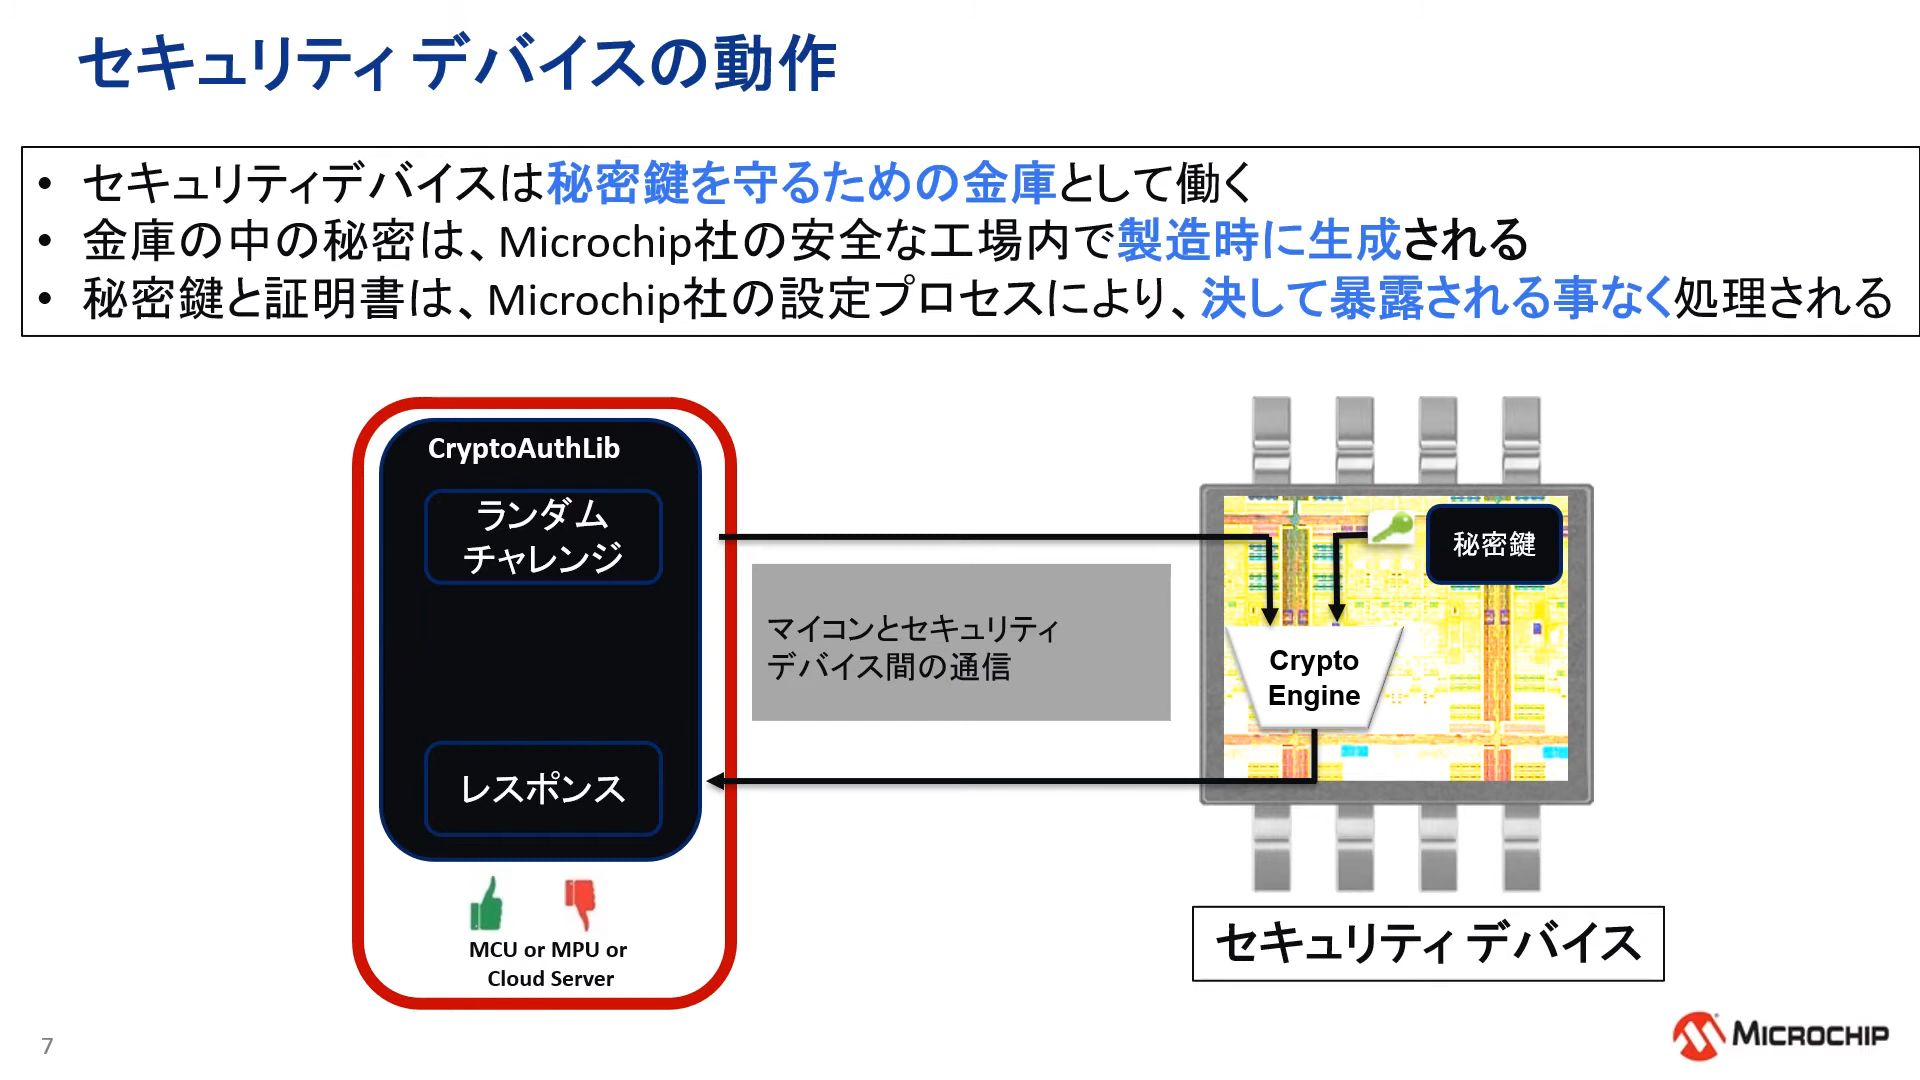 セキュリティ デバイスの動作
• セキュリティデバイスは秘密鍵を守るための金庫として働く
• 金庫の中の秘密は、Microchip社の安全な工場内で製造時に生成される
• 秘密鍵と証明書は、Microchip社の設定プロセスにより、決して暴露される事なく処理される
CryptoAuthLib
ランダム
チャレンジ
レスポンス
MCU or MPU or
Cloud Server
マイコンとセキュリティ
デバイス間の通信
秘密鍵
Crypto
Engine
セキュリティ デバイス
7
MICROCHIP